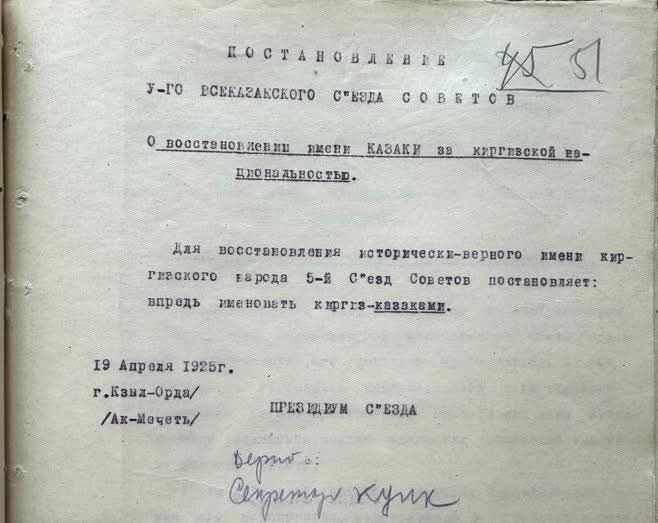 ПОСТАНОВЛЕНИЕ
45 51
У-ГО ВСЕКАЗАКСКОГО С"ЕЗДА СОВЕТОВ
О восстановлении имени КАЗАКИ за киргизской на-
циональностью.
Для восстановления исторически-верного имени кир-
гизского народа 5-й С"езд Советов постановляет:
впредь именовать киргиз-казаками.
19 Апреля 1925г.
г.Кзыл-Орда/
/Ак-Мечеть/
ПРЕЗИДИУМ С"ЕЗДА
Верно:
Секретарь